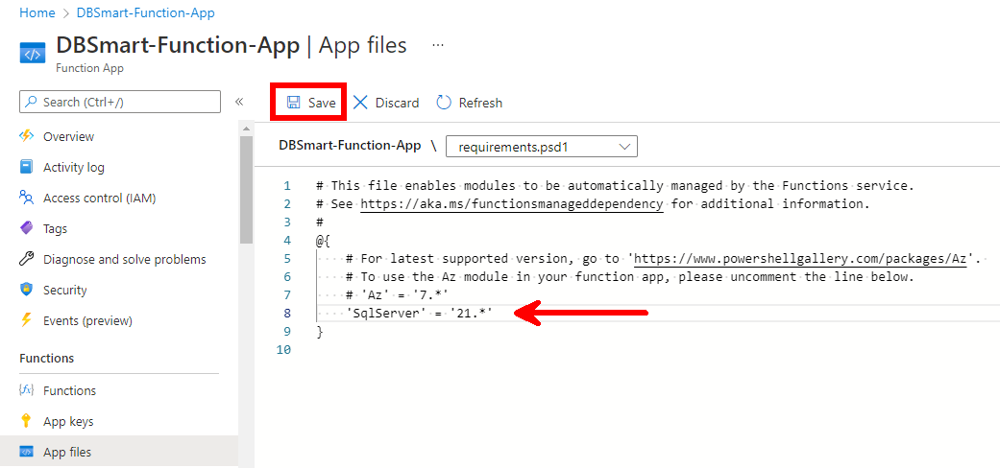 Home > DBSmart-Function-App
DBSmart-Function-App | App files ...
Function App
Search (Ctrl+/)
«
Overview
Activity log
Access control (IAM)
Tags
Diagnose and solve problems
Security
Events (preview)
Functions
Functions
App keys
App files
Save Discard Refresh
DBSmart-Function-App \ requirements.psd1
1 # This file enables modules to be automatically managed by the Functions service.
2 # See https://aka.ms/functionsmanageddependency for additional information.
3 #
4 @{
5 # For latest supported version, go to 'https://www.powershellgallery.com/packages/Az'.
6 # To use the Az module in your function app, please uncomment the line below.
7 # 'Az' = '7.*'
8 'SqlServer' = '21.*'
9 }
10